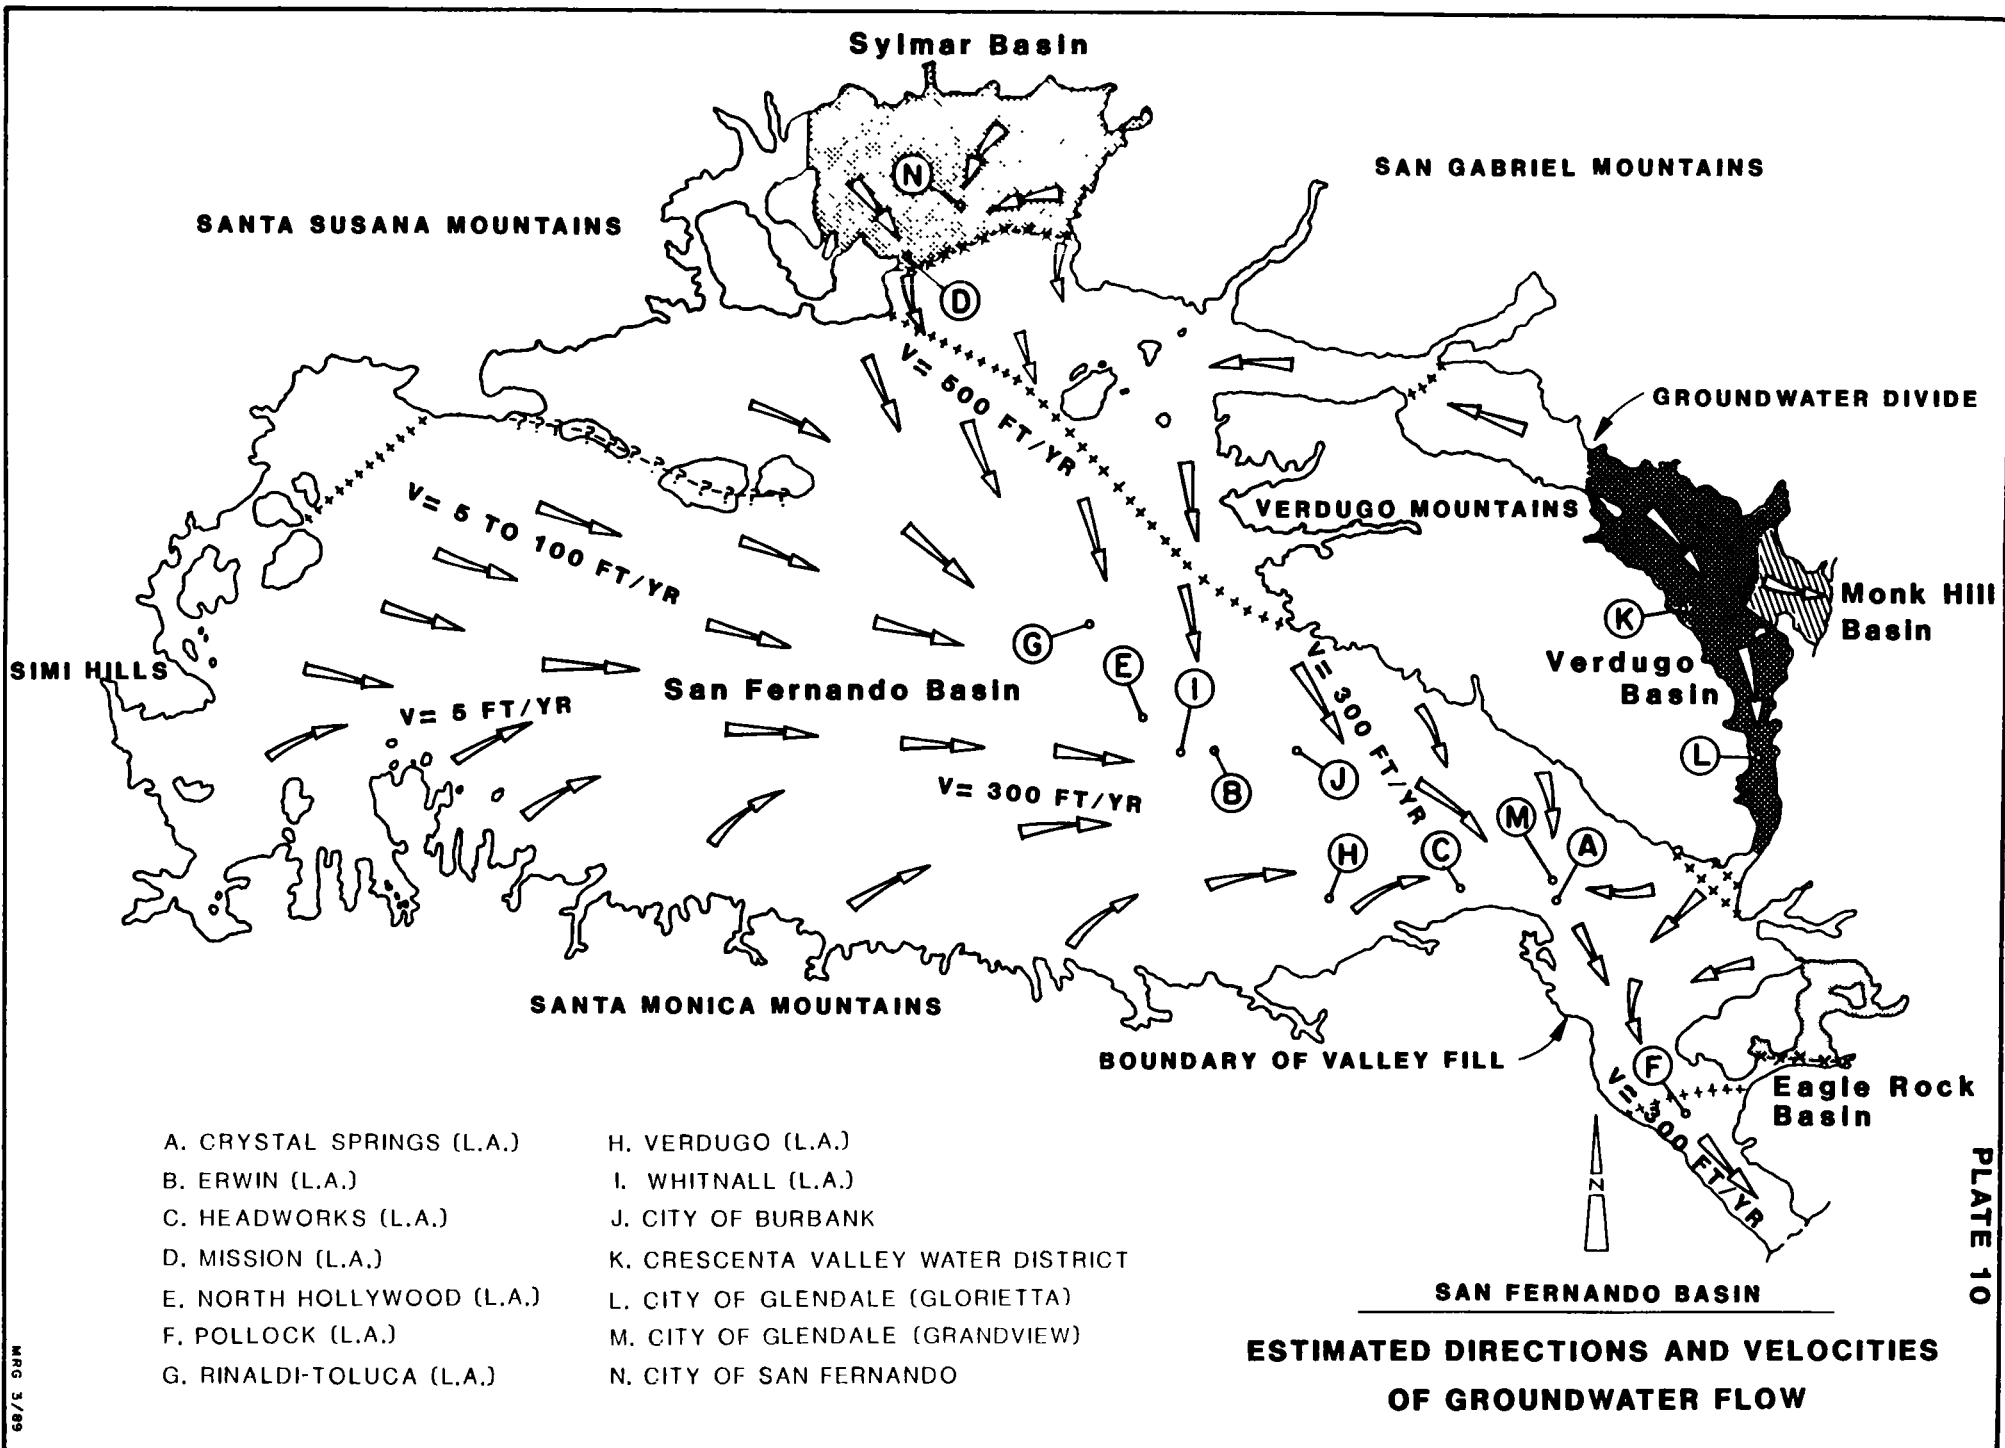 Sylmar Basin
SAN GABRIEL MOUNTAINS
SANTA SUSANA MOUNTAINS
N
D
V= 500 FT/YR
GROUNDWATER DIVIDE
V= 5 TO 100 FT/YR
VERDUGO MOUNTAINS
Monk Hill
Basin
K
G
E
I
Verdugo
Basin
SIMI HILLS
San Fernando Basin
V= 5 FT/YR
V= 300 FT/YR
L
J
B
V= 300 FT/YR
M
A
H
C
SANTA MONICA MOUNTAINS
BOUNDARY OF VALLEY FILL
F
V= 300 FT/YR
Eagle Rock
Basin
N
A. CRYSTAL SPRINGS (L.A.)
B. ERWIN (L.A.)
C. HEADWORKS (L.A.)
D. MISSION (L.A.)
E. NORTH HOLLYWOOD (L.A.)
F. POLLOCK (L.A.)
G. RINALDI-TOLUCA (L.A.)
H. VERDUGO (L.A.)
I. WHITNALL (L.A.)
J. CITY OF BURBANK
K. CRESCENTA VALLEY WATER DISTRICT
L. CITY OF GLENDALE (GLORIETTA)
M. CITY OF GLENDALE (GRANDVIEW)
N. CITY OF SAN FERNANDO
SAN FERNANDO BASIN
ESTIMATED DIRECTIONS AND VELOCITIES
OF GROUNDWATER FLOW
PLATE 10
MRG 3/89